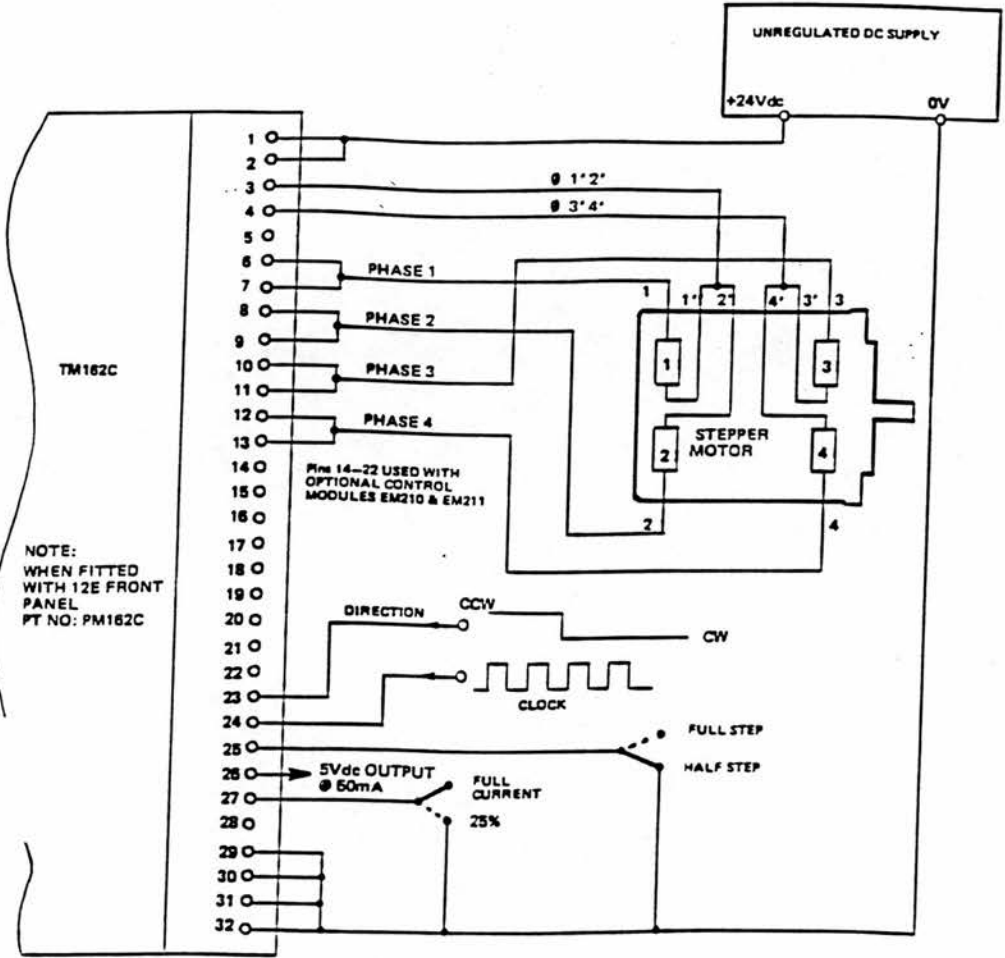 UNREGULATED DC SUPPLY
+24Vdc
0V
1
2
3
4
5
6
7
8
9
10
11
12
13
14
15
16
17
18
19
20
21
22
23
24
25
26
27
28
29
30
31
32
ø 1'2'
ø 3'4'
PHASE 1
PHASE 2
PHASE 3
PHASE 4
TM162C
1
1'
2'
4'
3'
3
1
3
2
STEPPER
MOTOR
4
2
4
Pins 14–22 USED WITH
OPTIONAL CONTROL
MODULES EM210 & EM211
NOTE:
WHEN FITTED
WITH 12E FRONT
PANEL
PT NO: PM162C
DIRECTION
CCW
CW
CLOCK
FULL STEP
HALF STEP
5Vdc OUTPUT
@ 50mA
FULL
CURRENT
25%